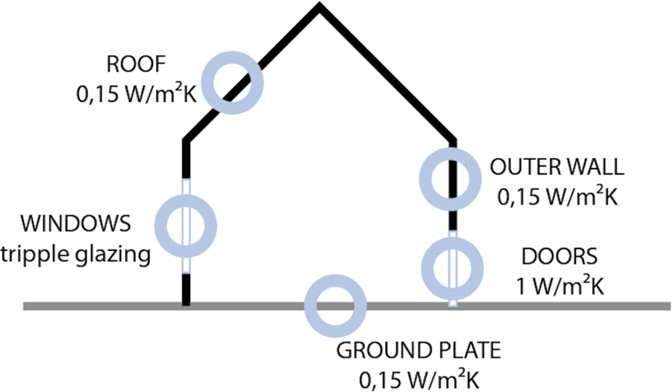 ROOF
0,15 W/m²K
OUTER WALL
0,15 W/m²K
WINDOWS
tripple glazing
DOORS
1 W/m²K
GROUND PLATE
0,15 W/m²K